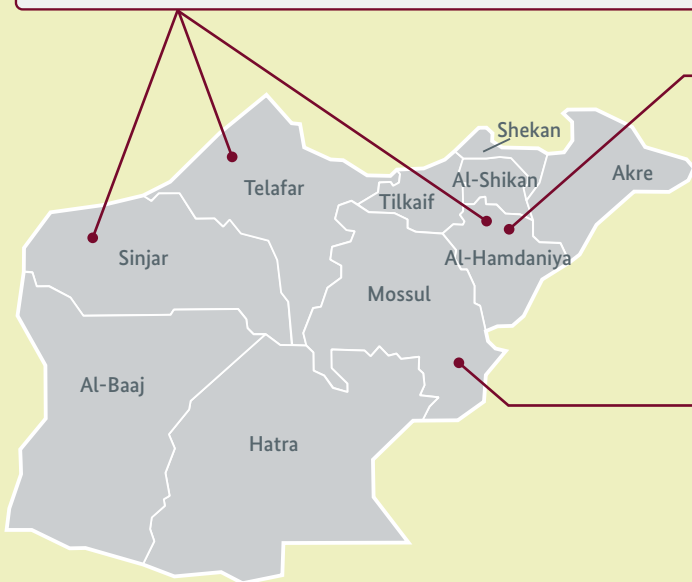 Shekan
Akre
Al-Shikan
Telafar
Tilkaif
Sinjar
Al-Hamdaniya
Mossul
Al-Baaj
Hatra